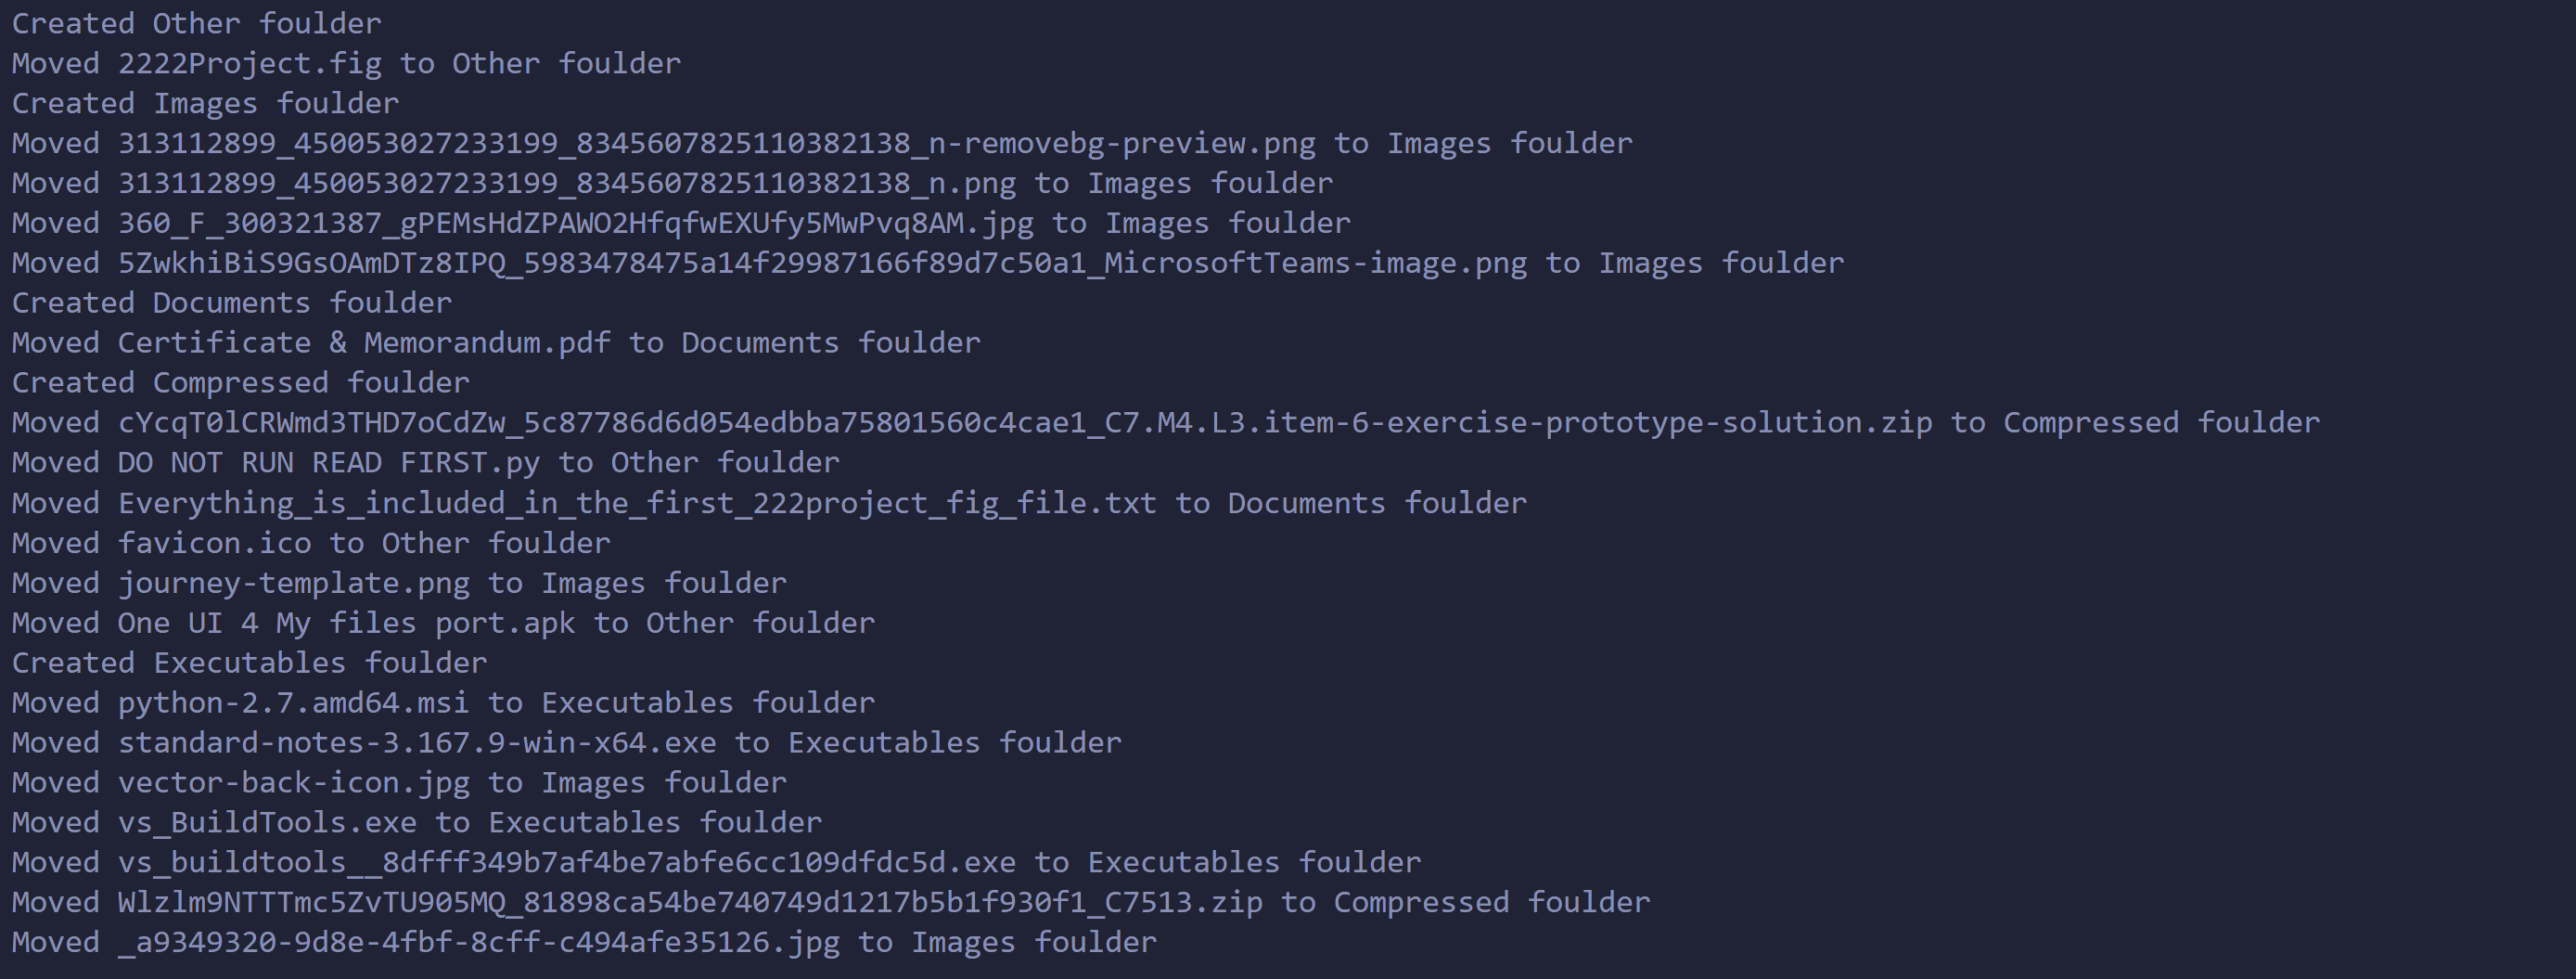 Created Other foulder
Moved 2222Project.fig to Other foulder
Created Images foulder
Moved 313112899_450053027233199_8345607825110382138_n-removebg-preview.png to Images foulder
Moved 313112899_450053027233199_8345607825110382138_n.png to Images foulder
Moved 360_F_300321387_gPEMsHdZPAWO2HfqfwEXUfy5MwPvq8AM.jpg to Images foulder
Moved 5ZwkhiBiS9GsOAmDTz8IPQ_5983478475a14f29987166f89d7c50a1_MicrosoftTeams-image.png to Images foulder
Created Documents foulder
Moved Certificate & Memorandum.pdf to Documents foulder
Created Compressed foulder
Moved cYcqT0lCRWmd3THD7oCdZw_5c87786d6d054edbba75801560c4cae1_C7.M4.L3.item-6-exercise-prototype-solution.zip to Compressed foulder
Moved DO NOT RUN READ FIRST.py to Other foulder
Moved Everything_is_included_in_the_first_222project_fig_file.txt to Documents foulder
Moved favicon.ico to Other foulder
Moved journey-template.png to Images foulder
Moved One UI 4 My files port.apk to Other foulder
Created Executables foulder
Moved python-2.7.amd64.msi to Executables foulder
Moved standard-notes-3.167.9-win-x64.exe to Executables foulder
Moved vector-back-icon.jpg to Images foulder
Moved vs_BuildTools.exe to Executables foulder
Moved vs_buildtools__8dfff349b7af4be7abfe6cc109dfdc5d.exe to Executables foulder
Moved Wlzlm9NTTTmc5ZvTU905MQ_81898ca54be740749d1217b5b1f930f1_C7513.zip to Compressed foulder
Moved _a9349320-9d8e-4fbf-8cff-c494afe35126.jpg to Images foulder